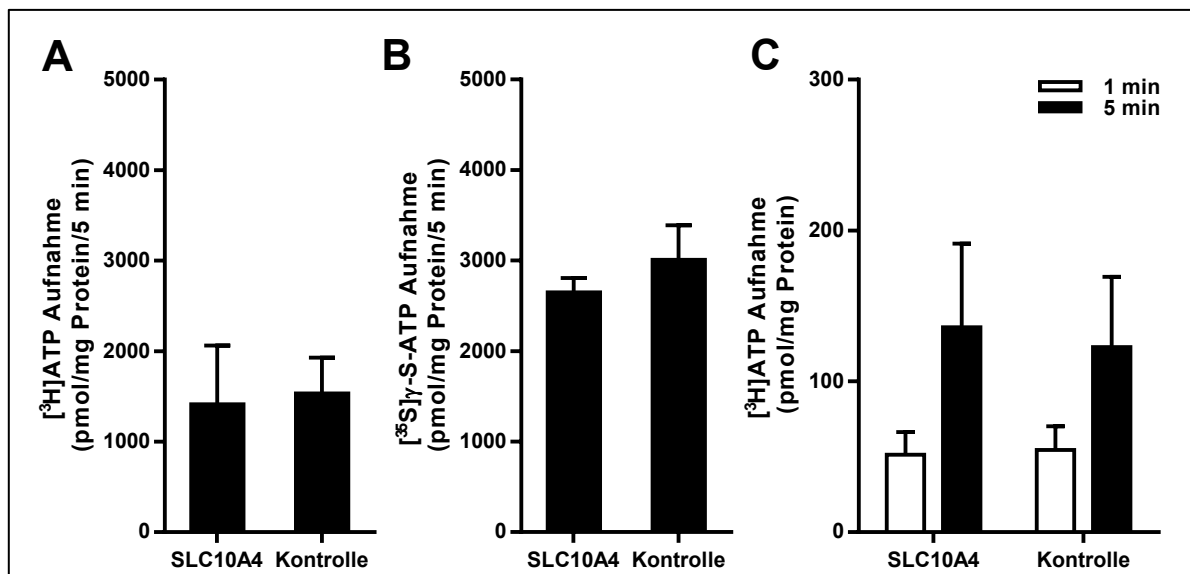 A
[³H]ATP Aufnahme
(pmol/mg Protein/5 min)
5000
4000
3000
2000
1000
0
SLC10A4 Kontrolle
B
[³⁵S]γ-S-ATP Aufnahme
(pmol/mg Protein/5 min)
5000
4000
3000
2000
1000
0
SLC10A4 Kontrolle
C
[³H]ATP Aufnahme
(pmol/mg Protein)
300
200
100
0
1 min
5 min
SLC10A4 Kontrolle